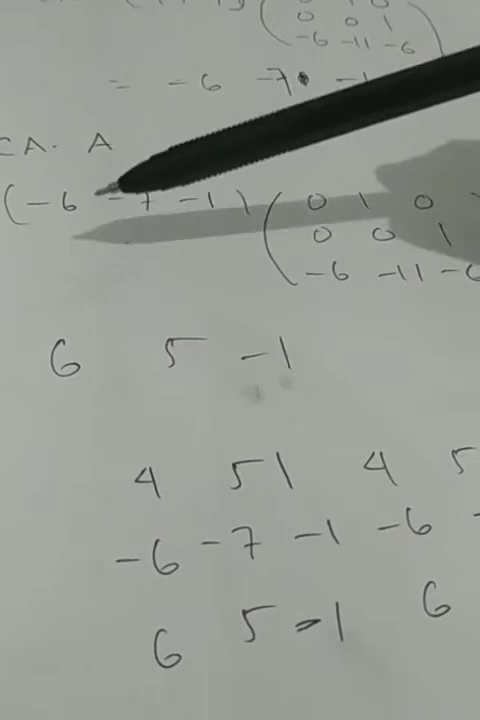 0 0 1
-6 -11 -6
= -6 -7 -1
CA. A
(-6 -7 -1) ( 0 1 0
0 0 1
-6 -11 -6
6 5 -1
4 5 1 4 5
-6 -7 -1 -6
6 5 -1 6